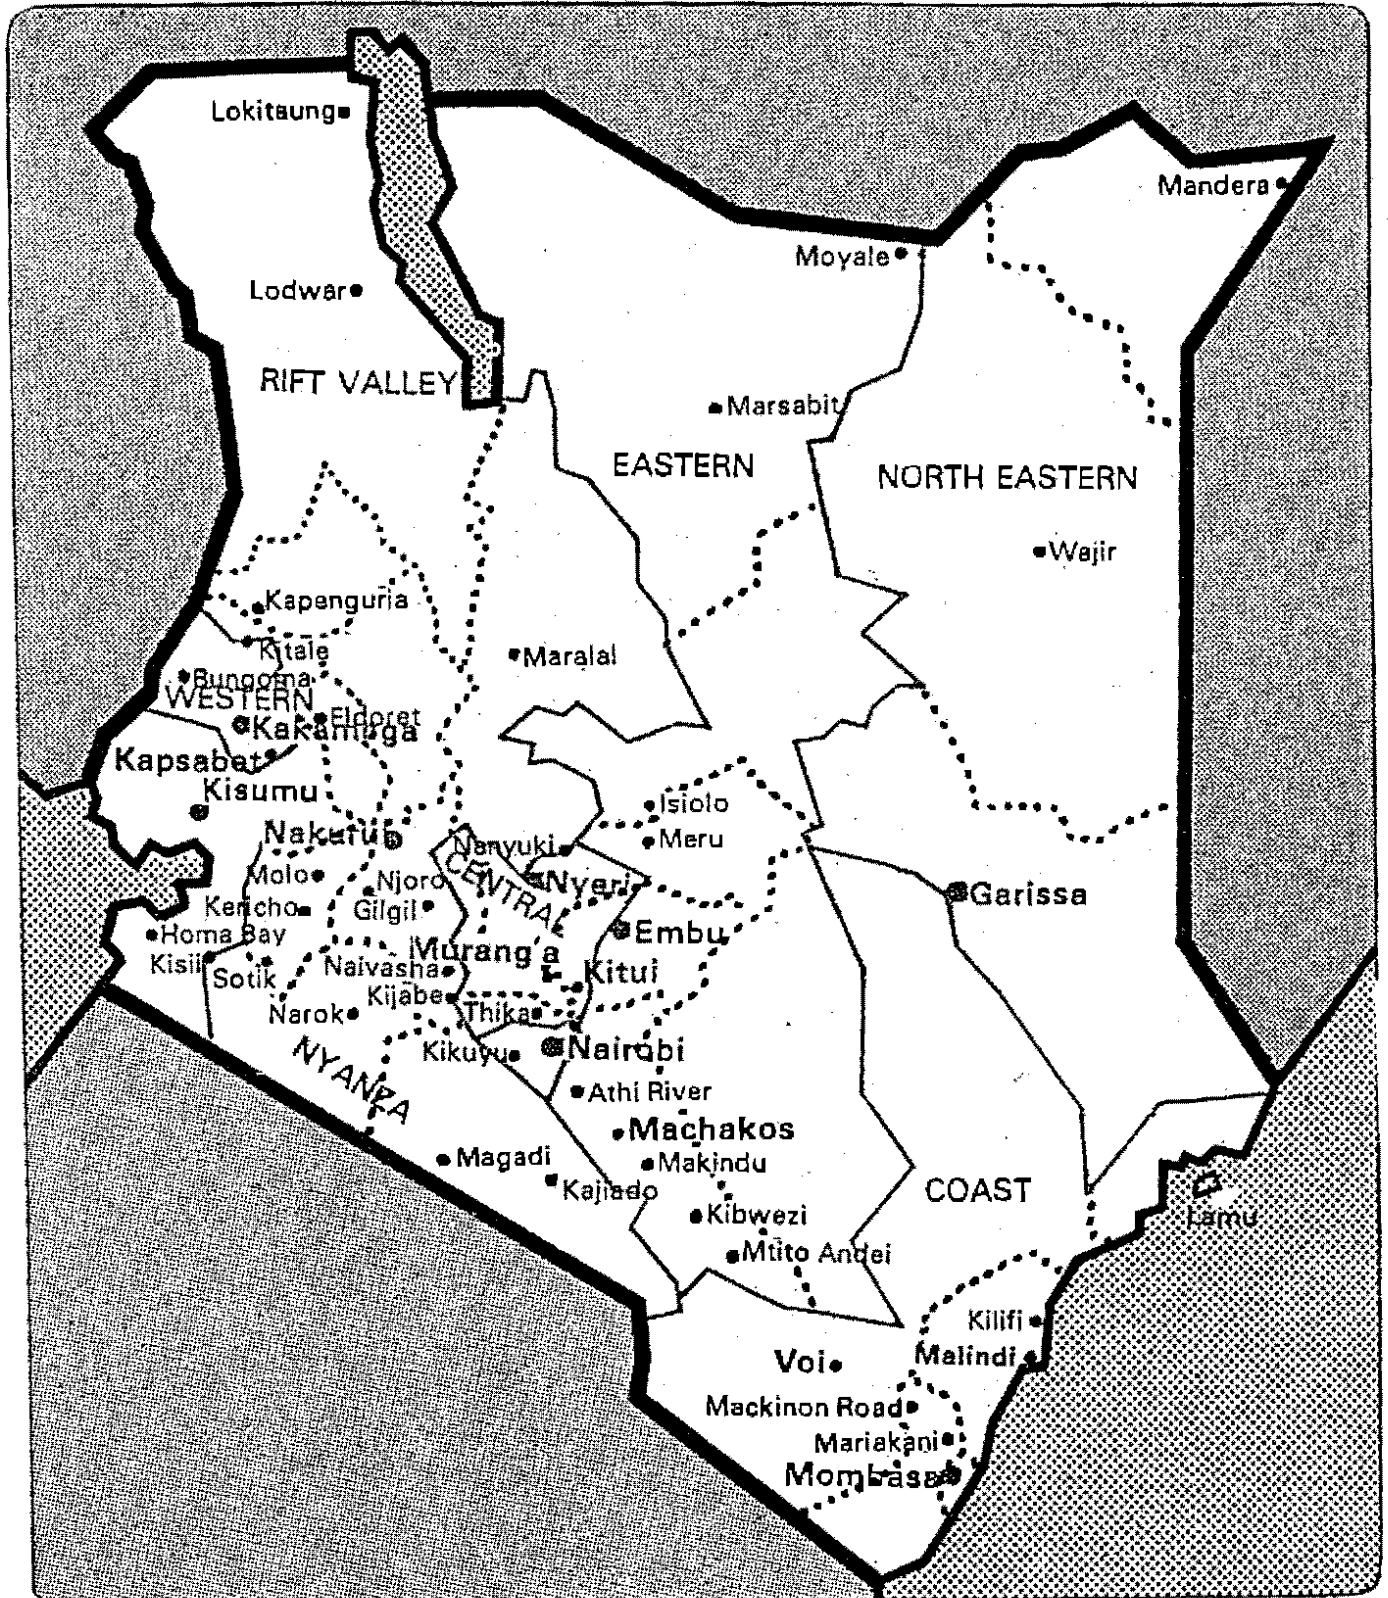 Lokitaung
Mandera
Moyale
Lodwar
RIFT VALLEY
Marsabit
EASTERN
NORTH EASTERN
Wajir
Kapenguria
Kitale
Maralal
Bungoma
WESTERN
Eldoret
Kakamega
Kapsabet
Kisumu
Isiolo
Nakuru
Meru
Nanyuki
CENTRAL
Molo
Njoro
Nyeri
Garissa
Kericho
Gilgil
Homa Bay
Embu
Murang a
Kisii
Sotik
Naivasha
Kitui
Kijabe
Narok
Thika
NYANZA
Kikuyu
Nairobi
Athi River
Machakos
Magadi
Makindu
Kajiado
COAST
Kibwezi
Lamu
Mtito Andei
Kilifi
Voi
Malindi
Mackinon Road
Mariakani
Mombasa